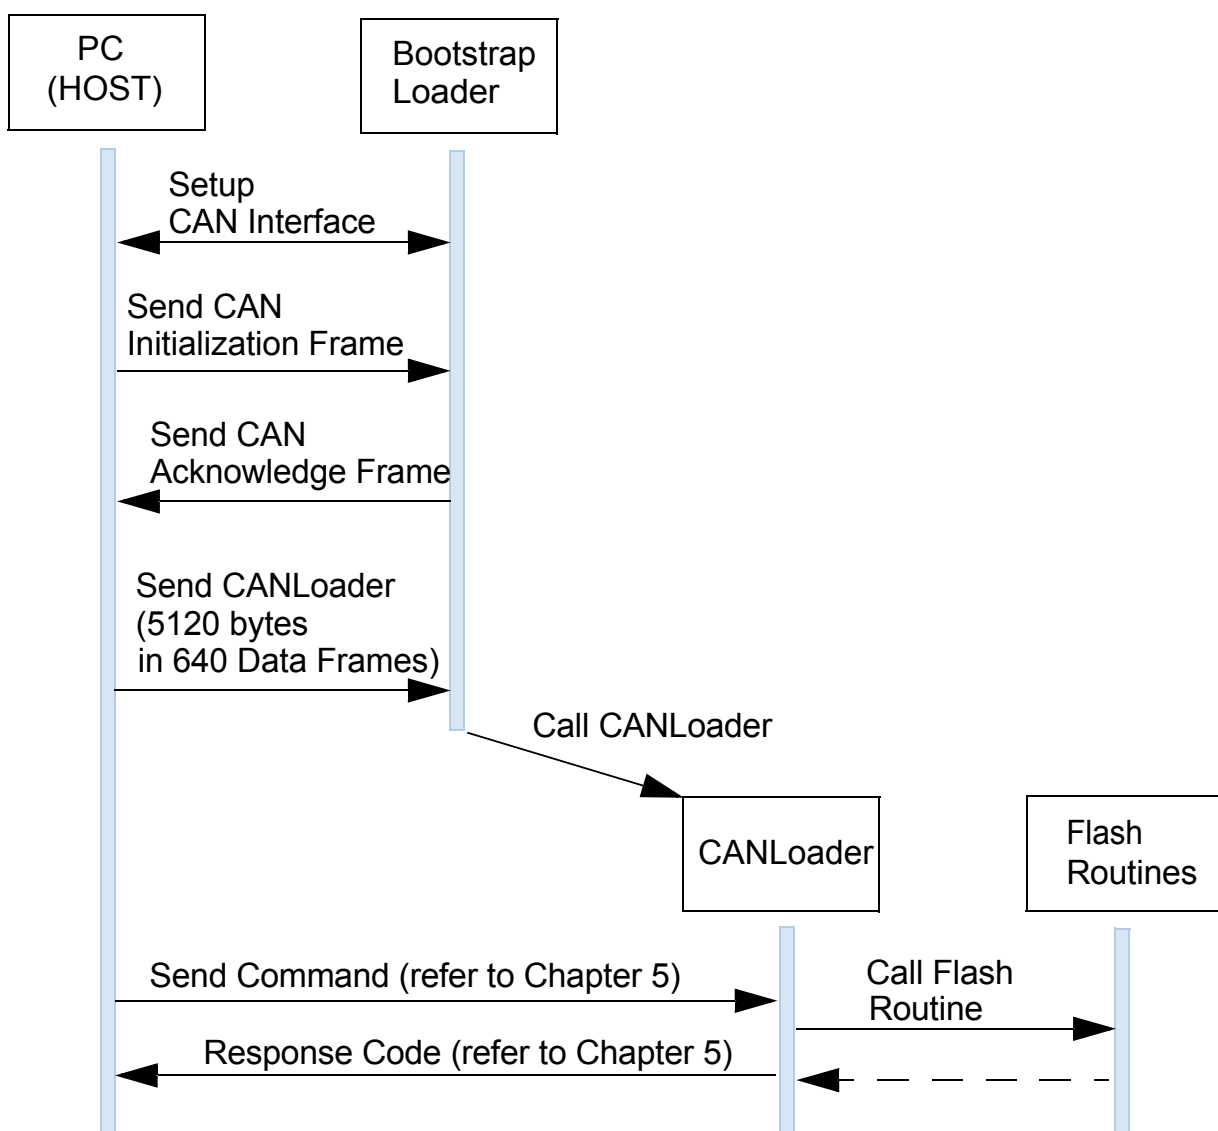 PC
(HOST)
Bootstrap
Loader
Setup
CAN Interface
Send CAN
Initialization Frame
Send CAN
Acknowledge Frame
Send CANLoader
(5120 bytes
in 640 Data Frames)
Call CANLoader
CANLoader
Flash
Routines
Send Command (refer to Chapter 5)
Call Flash
Routine
Response Code (refer to Chapter 5)